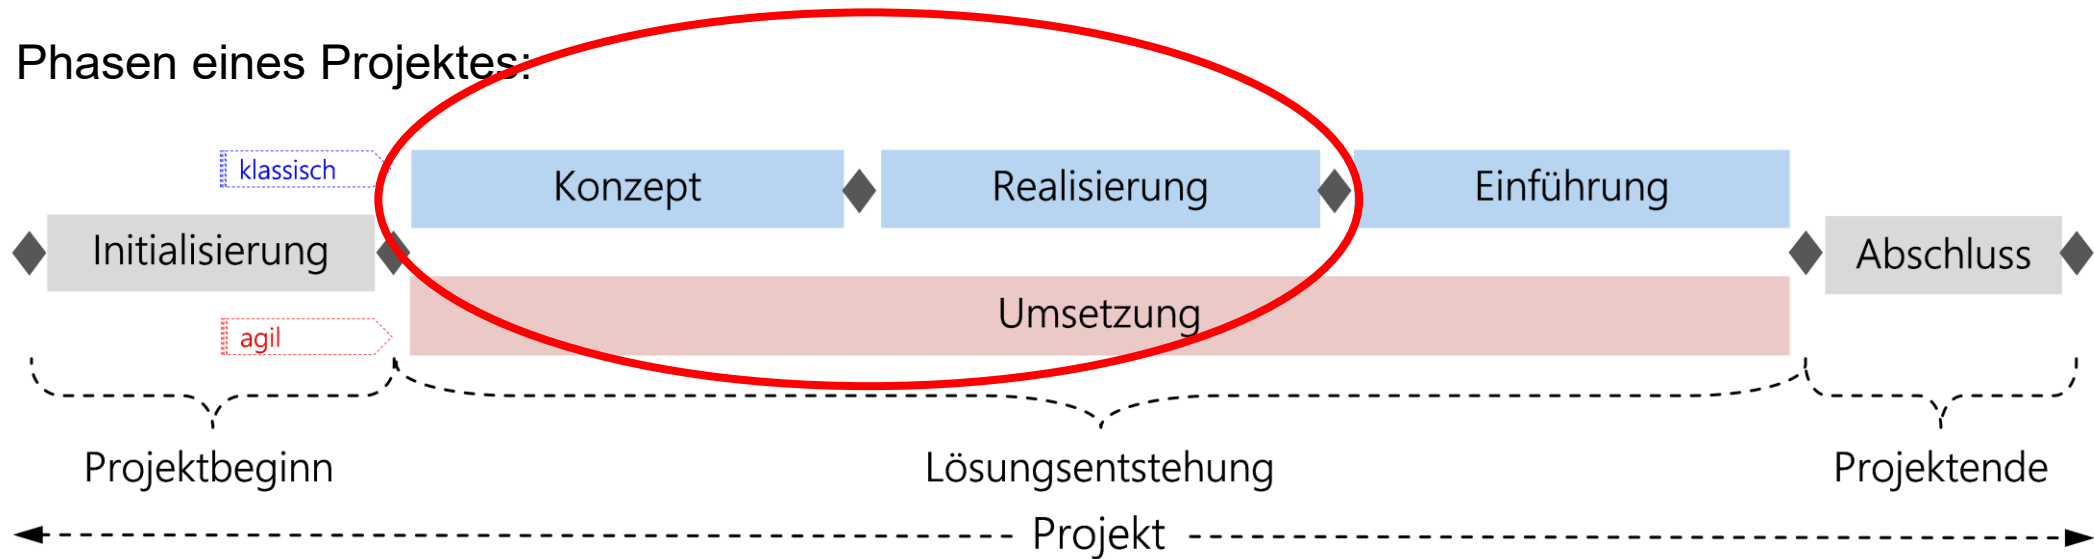 Phasen eines Projektes:
klassisch
Konzept
Realisierung
Einführung
Initialisierung
Abschluss
Umsetzung
agil
Projektbeginn
Lösungsentstehung
Projektende
Projekt